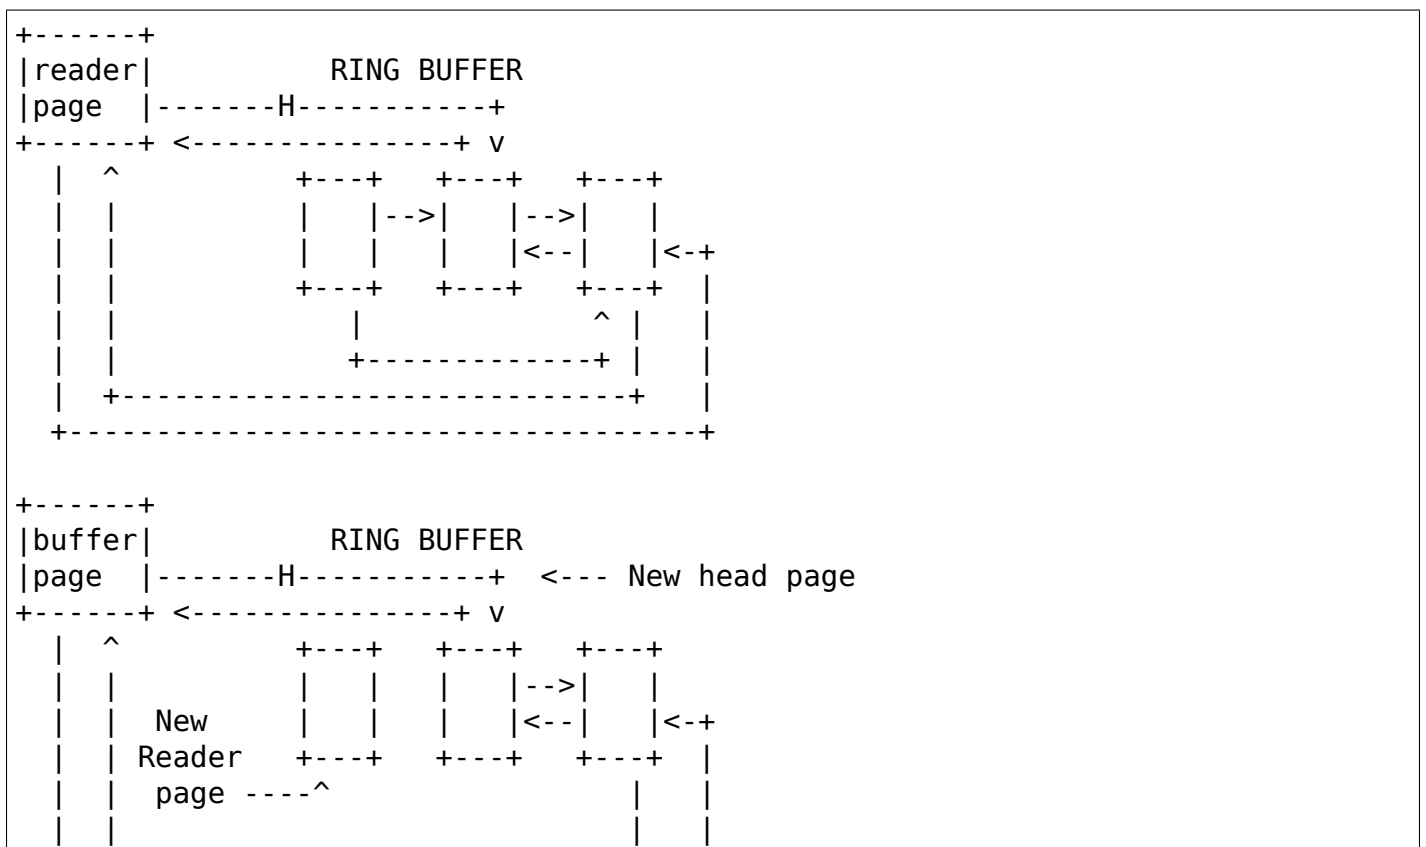 +------+
|reader|          RING BUFFER
|page  |-------H-----------+
+------+ <---------------+ v
  |  ^          +---+   +---+   +---+
  |  |          |   |-->|   |-->|   |
  |  |          |   |   |   |<--|   |<-+
  |  |          +---+   +---+   +---+  |
  |  |             |             ^ |   |
  |  |             +-------------+ |   |
  |  +-----------------------------+   |
  +------------------------------------+

+------+
|buffer|          RING BUFFER
|page  |-------H-----------+  <--- New head page
+------+ <---------------+ v
  |  ^          +---+   +---+   +---+
  |  |          |   |   |   |-->|   |
  |  |  New     |   |   |   |<--|   |<-+
  |  | Reader   +---+   +---+   +---+  |
  |  |  page ----^                 |   |
  |  |                             |   |